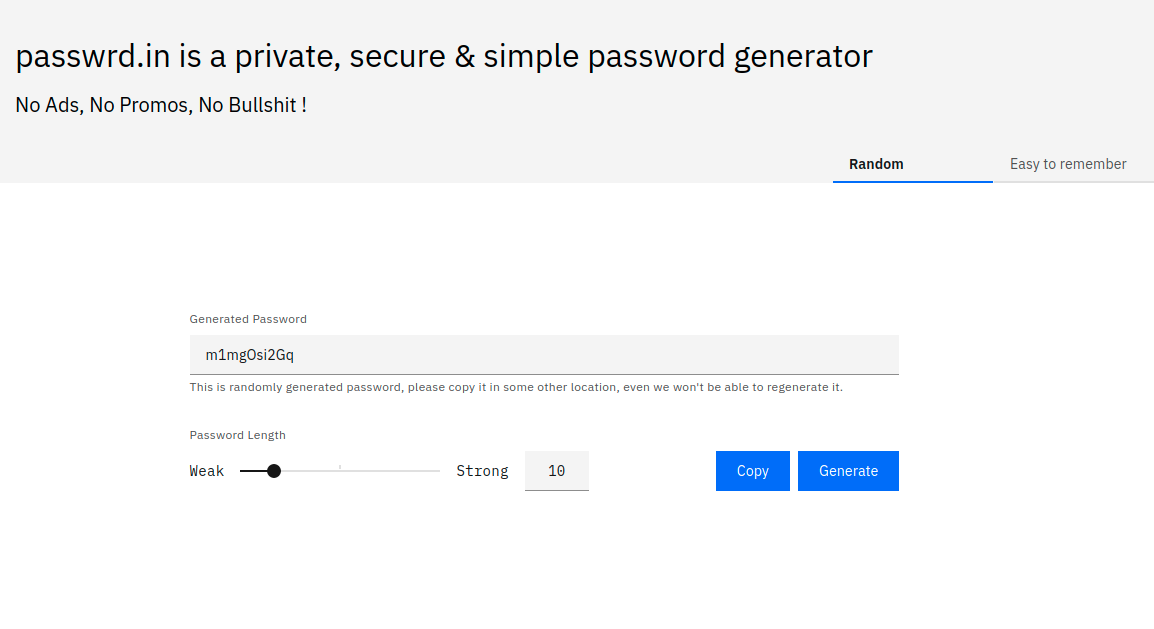 passwrd.in is a private, secure & simple password generator
No Ads, No Promos, No Bullshit !
Random Easy to remember
Generated Password
m1mgOsi2Gq
This is randomly generated password, please copy it in some other location, even we won't be able to regenerate it.
Password Length
Weak Strong 10 Copy Generate